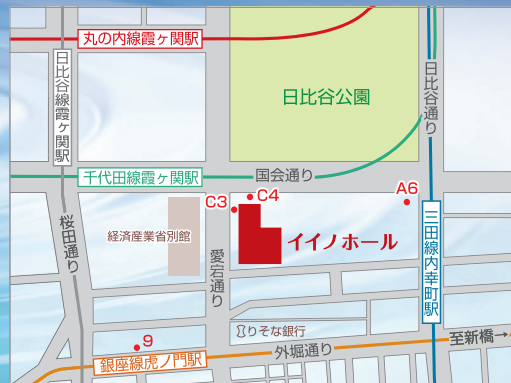 丸の内線霞ヶ関駅
日比谷線霞ヶ関駅
日比谷公園
日比谷通り
千代田線霞ヶ関駅
国会通り
C3
C4
A6
桜田通り
経済産業省別館
愛宕通り
イイノホール
三田線内幸町駅
りそな銀行
9
銀座線虎ノ門駅
外堀通り
至新橋→